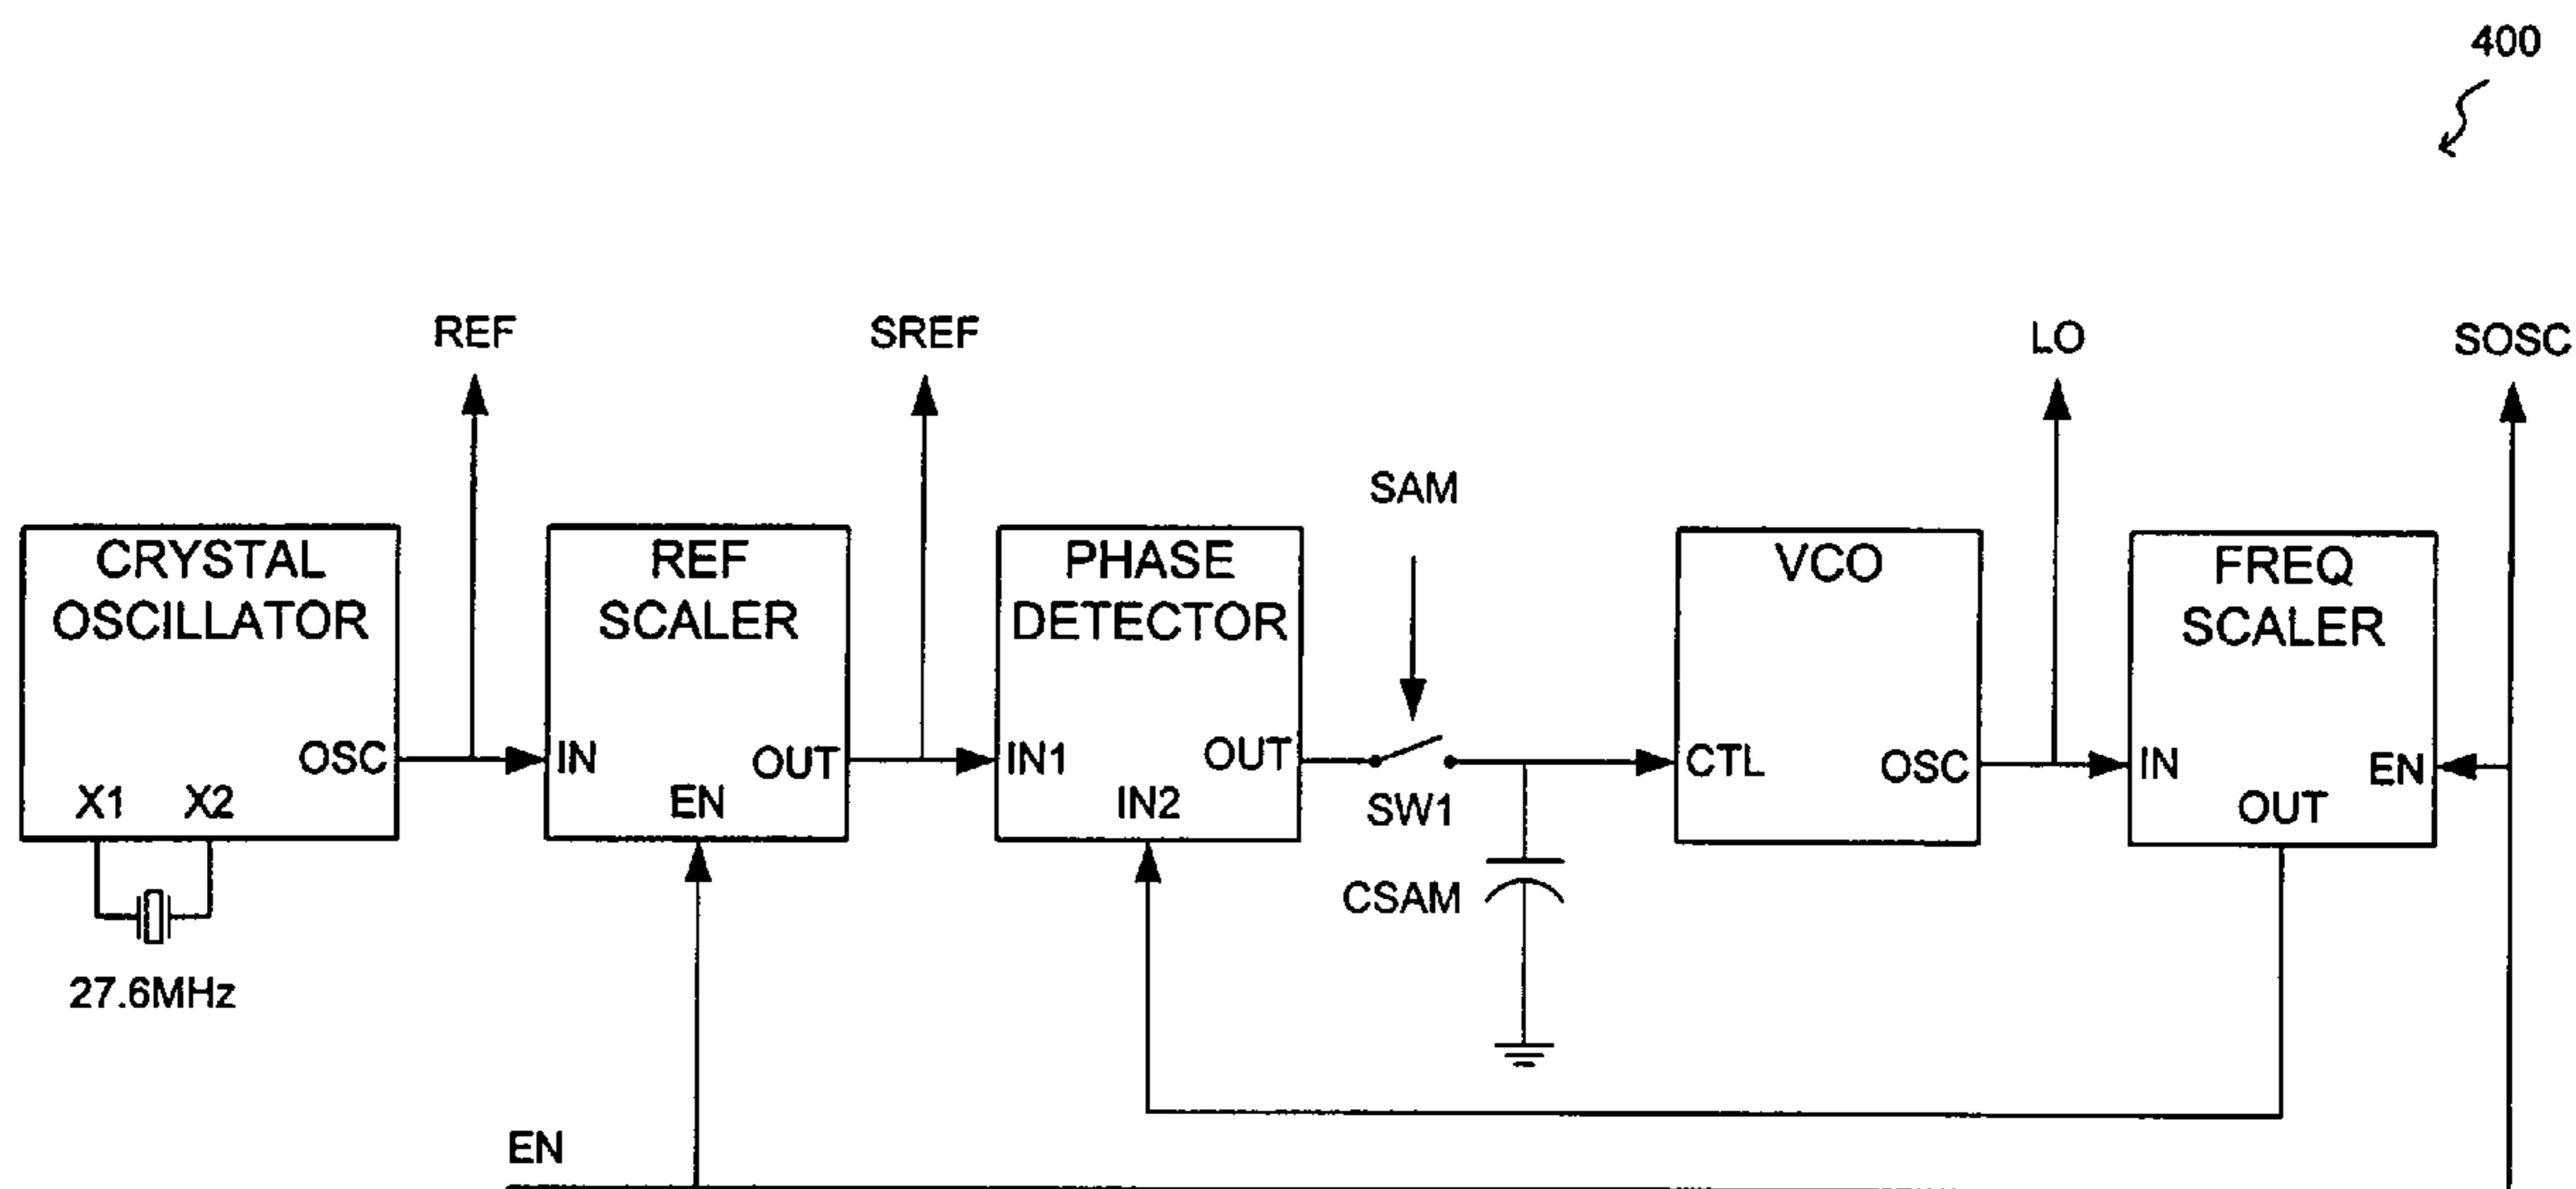 400
REF
SREF
LO
SOSC
SAM
CRYSTAL
OSCILLATOR
OSC
X1 X2
27.6MHz
REF
SCALER
IN
OUT
EN
PHASE
DETECTOR
IN1
OUT
IN2
SW1
CSAM
VCO
CTL
OSC
FREQ
SCALER
IN
EN
OUT
EN